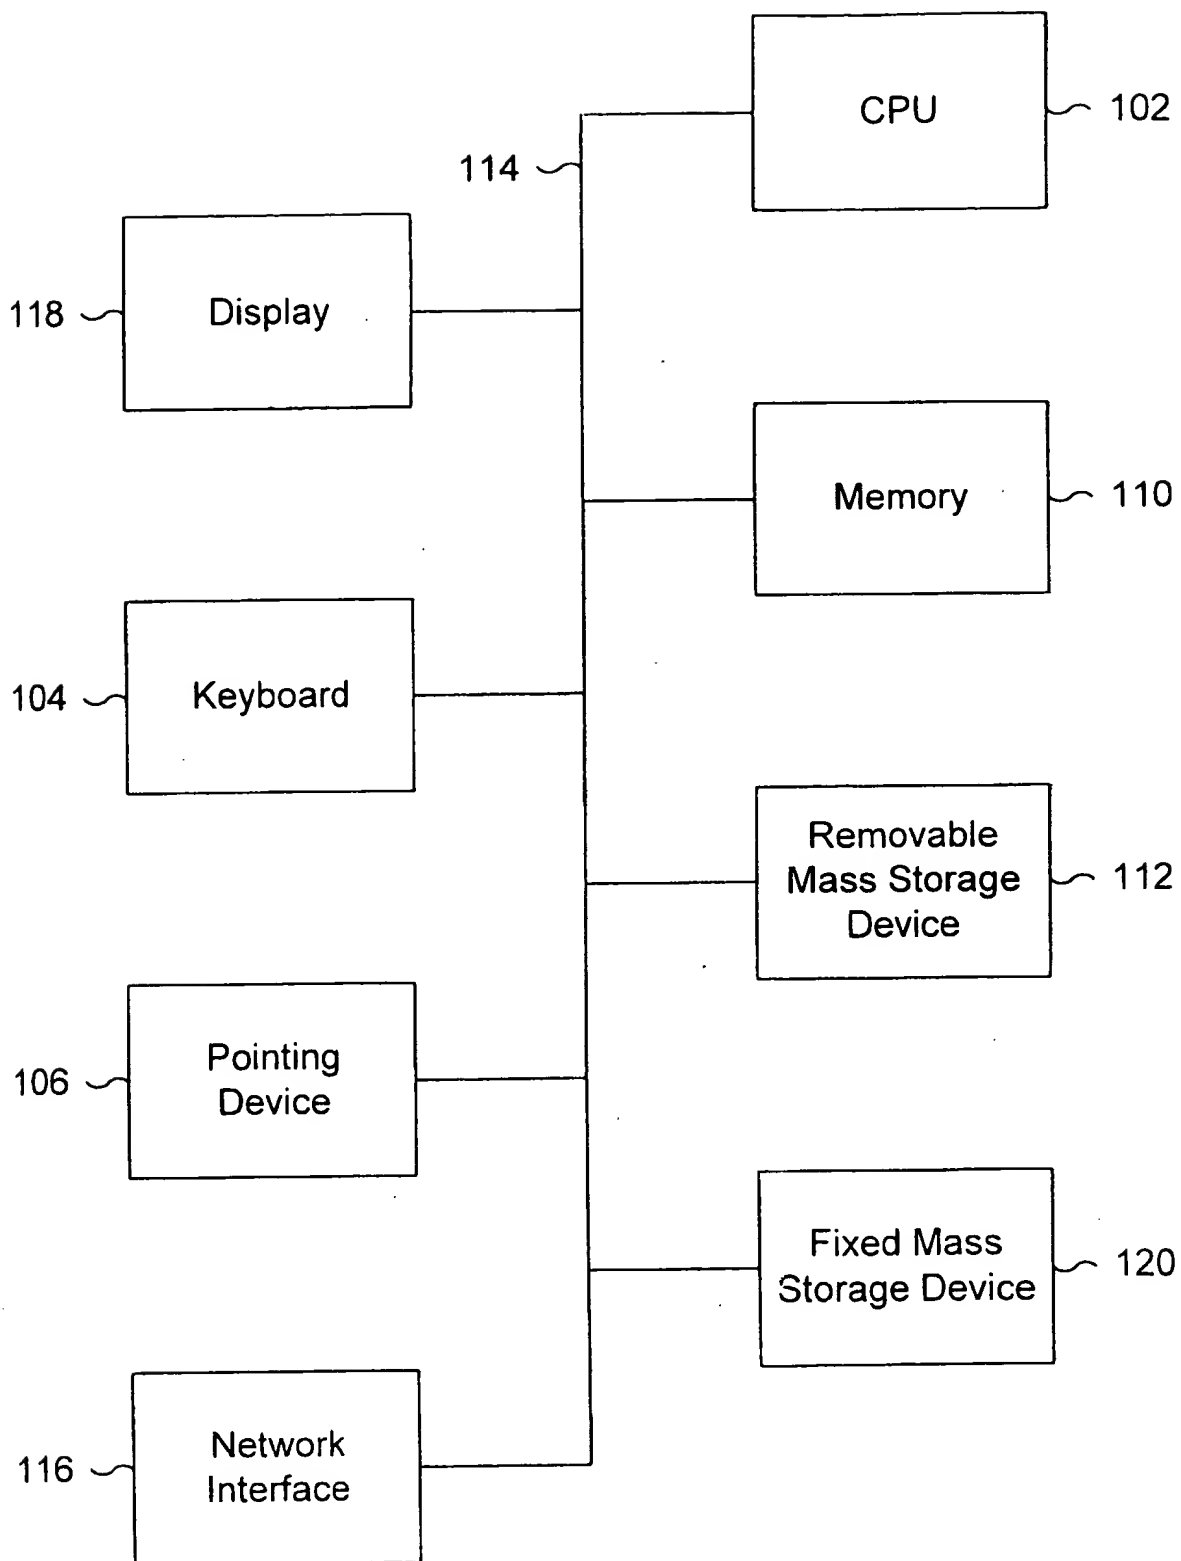 CPU
102
114
118
Display
Memory
110
104
Keyboard
Removable
Mass Storage
Device
112
106
Pointing
Device
Fixed Mass
Storage Device
120
116
Network
Interface